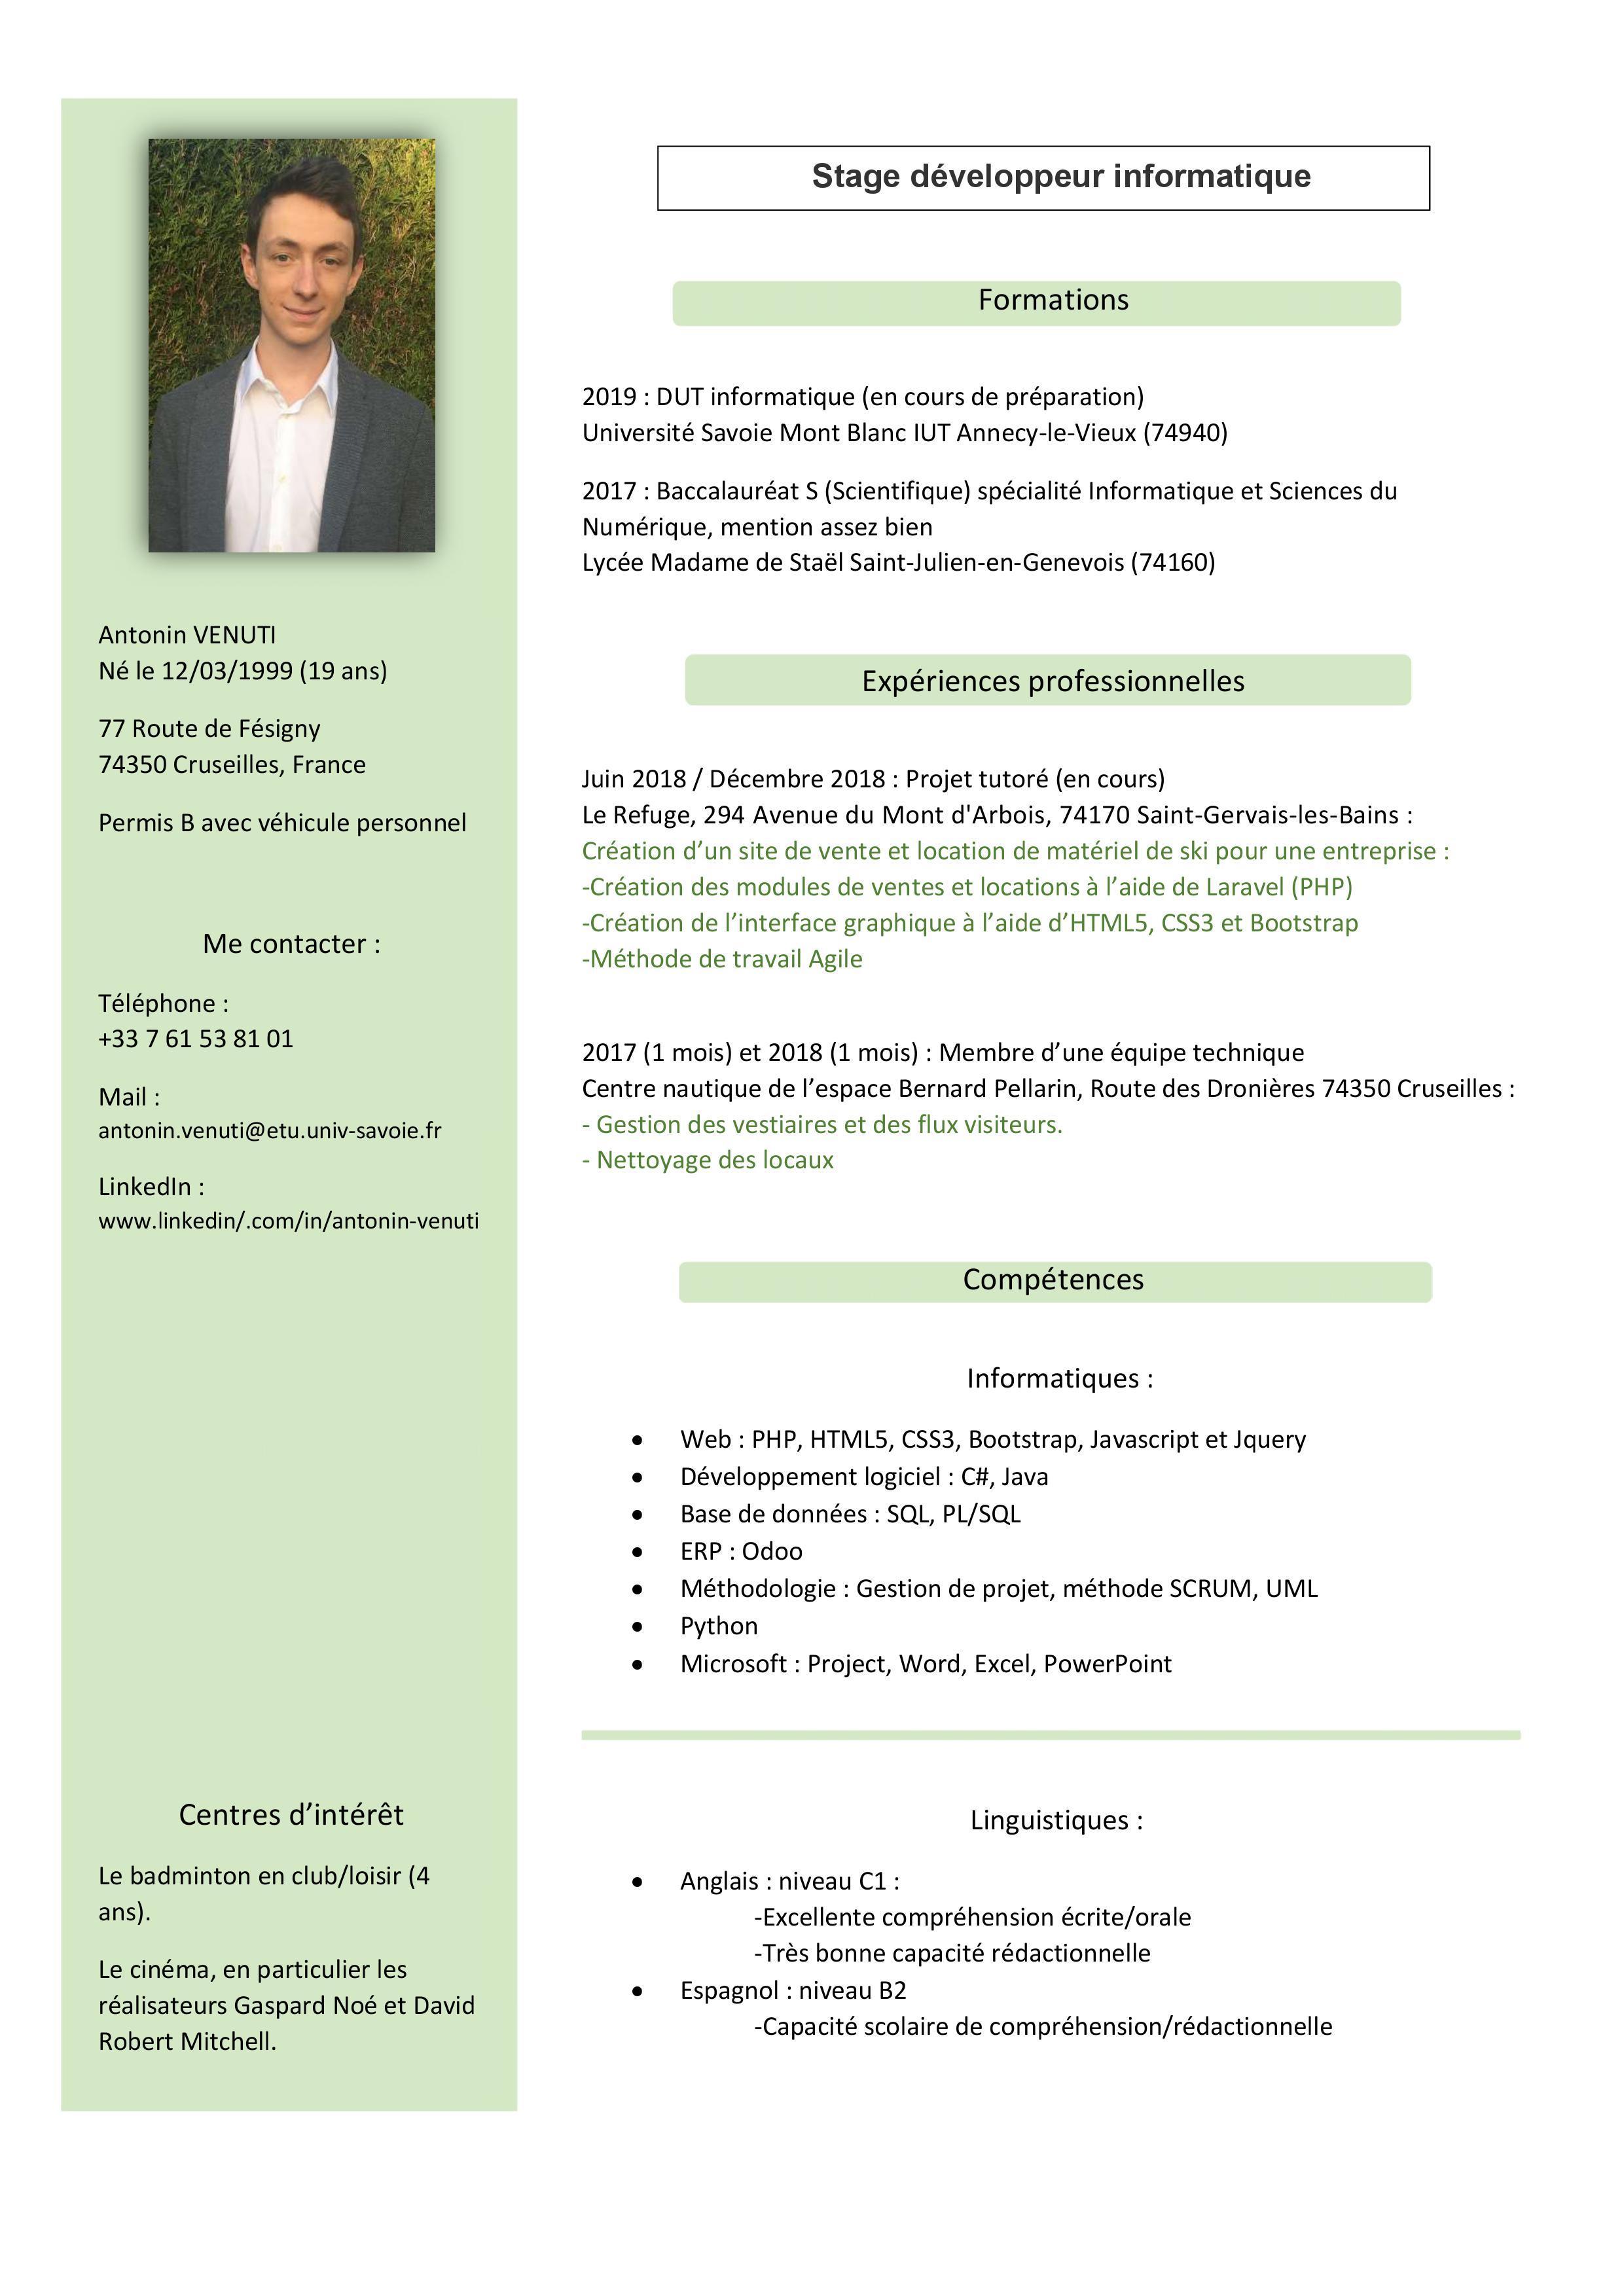 Antonin VENUTI
Né le 12/03/1999 (19 ans)
77 Route de Fésigny
74350 Cruseilles, France
Permis B avec véhicule personnel
Me contacter :
Téléphone :
+33 7 61 53 81 01
Mail :
antonin.venuti@etu.univ-savoie.fr
LinkedIn :
www.linkedin/.com/in/antonin-venuti
Centres d’intérêt
Le badminton en club/loisir (4
ans).
Le cinéma, en particulier les
réalisateurs Gaspard Noé et David
Robert Mitchell.
Stage développeur informatique
Formations
2019 : DUT informatique (en cours de préparation)
Université Savoie Mont Blanc IUT Annecy-le-Vieux (74940)
2017 : Baccalauréat S (Scientifique) spécialité Informatique et Sciences du
Numérique, mention assez bien
Lycée Madame de Staël Saint-Julien-en-Genevois (74160)
Expériences professionnelles
Juin 2018 / Décembre 2018 : Projet tutoré (en cours)
Le Refuge, 294 Avenue du Mont d'Arbois, 74170 Saint-Gervais-les-Bains :
Création d’un site de vente et location de matériel de ski pour une entreprise :
-Création des modules de ventes et locations à l’aide de Laravel (PHP)
-Création de l’interface graphique à l’aide d’HTML5, CSS3 et Bootstrap
-Méthode de travail Agile
2017 (1 mois) et 2018 (1 mois) : Membre d’une équipe technique
Centre nautique de l’espace Bernard Pellarin, Route des Dronières 74350 Cruseilles :
- Gestion des vestiaires et des flux visiteurs.
- Nettoyage des locaux
Compétences
Informatiques :
• Web : PHP, HTML5, CSS3, Bootstrap, Javascript et Jquery
• Développement logiciel : C#, Java
• Base de données : SQL, PL/SQL
• ERP : Odoo
• Méthodologie : Gestion de projet, méthode SCRUM, UML
• Python
• Microsoft : Project, Word, Excel, PowerPoint
Linguistiques :
• Anglais : niveau C1 :
-Excellente compréhension écrite/orale
-Très bonne capacité rédactionnelle
• Espagnol : niveau B2
-Capacité scolaire de compréhension/rédactionnelle